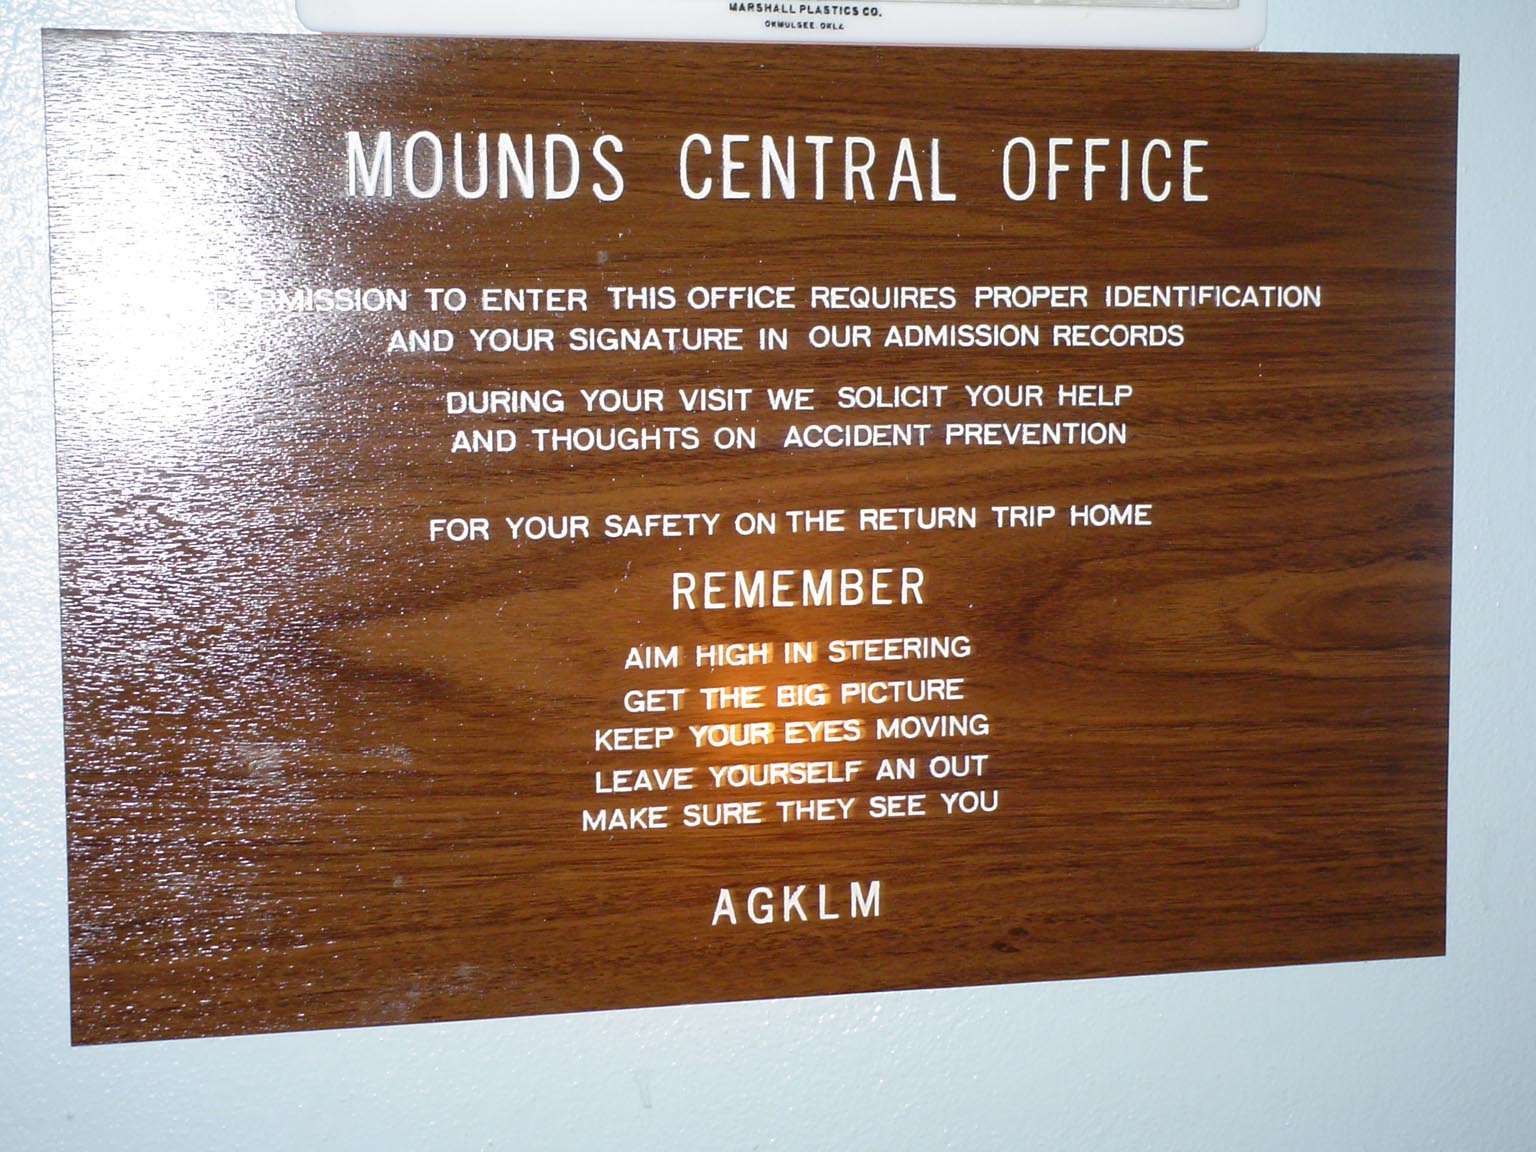 MARSHALL PLASTICS CO.
OKMULSEE. OKLA
MOUNDS CENTRAL OFFICE
PERMISSION TO ENTER THIS OFFICE REQUIRES PROPER IDENTIFICATION
AND YOUR SIGNATURE IN OUR ADMISSION RECORDS
DURING YOUR VISIT WE SOLICIT YOUR HELP
AND THOUGHTS ON ACCIDENT PREVENTION
FOR YOUR SAFETY ON THE RETURN TRIP HOME
REMEMBER
AIM HIGH IN STEERING
GET THE BIG PICTURE
KEEP YOUR EYES MOVING
LEAVE YOURSELF AN OUT
MAKE SURE THEY SEE YOU
AGKLM